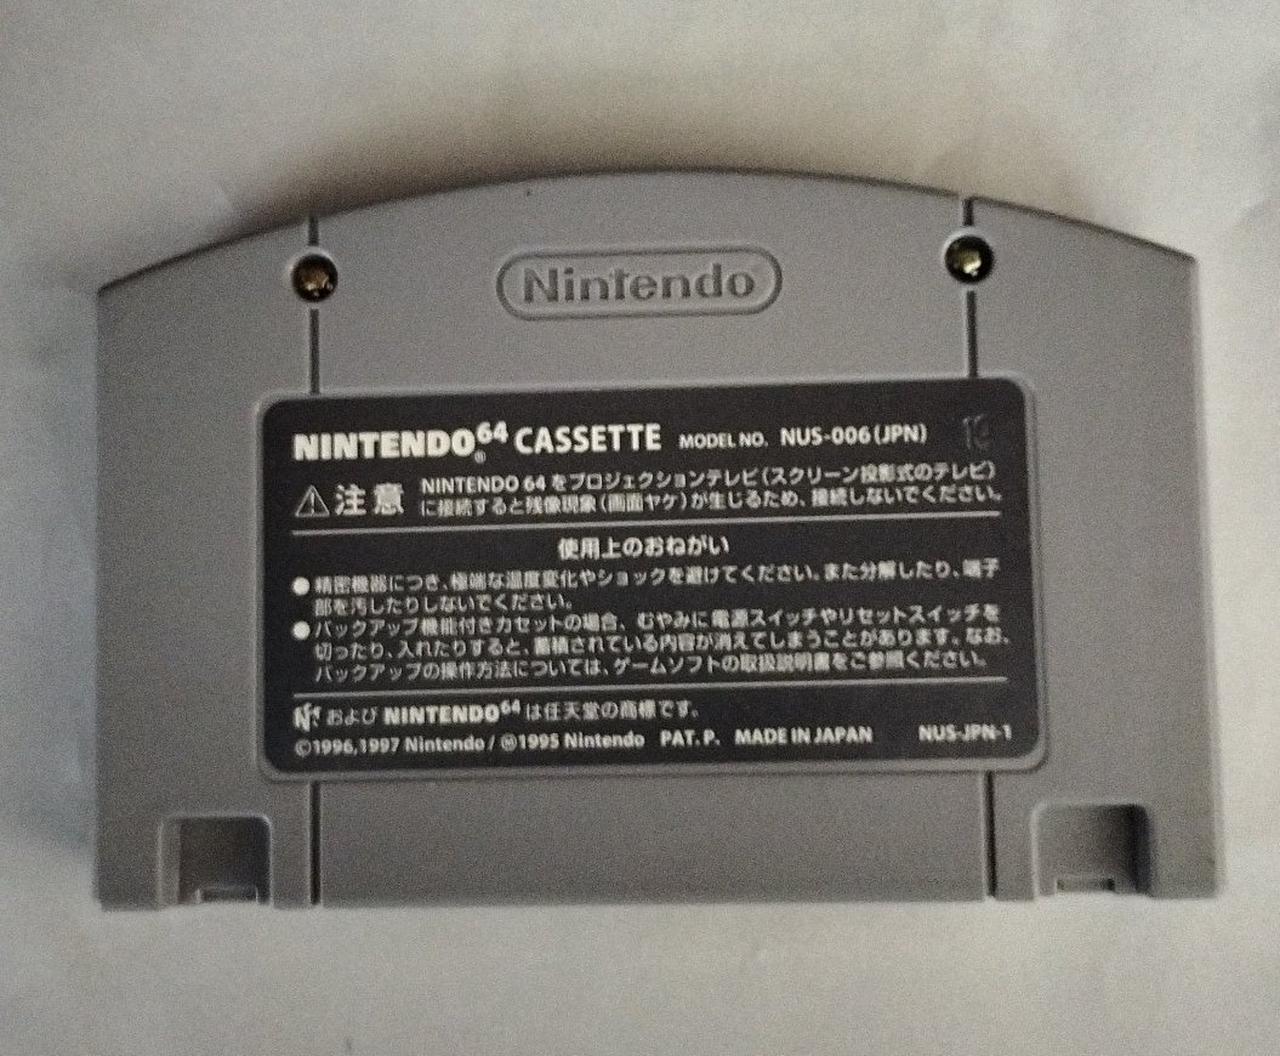 Nintendo
NINTENDO64® CASSETTE MODEL NO. NUS-006(JPN)
⚠注意 NINTENDO 64 をプロジェクションテレビ(スクリーン投影式のテレビ)
に接続すると残像現象(画面ヤケ)が生じるため、接続しないでください。
使用上のおねがい
●精密機器につき、極端な温度変化やショックを避けてください。また分解したり、端子
部を汚したりしないでください。
●バックアップ機能付きカセットの場合、むやみに電源スイッチやリセットスイッチを
切ったり、入れたりすると、蓄積されている内容が消えてしまうことがあります。なお、
バックアップの操作方法については、ゲームソフトの取扱説明書をご参照ください。
および NINTENDO64 は任天堂の商標です。
©1996,1997 Nintendo/Ⓜ1995 Nintendo PAT. P. MADE IN JAPAN NUS-JPN-1